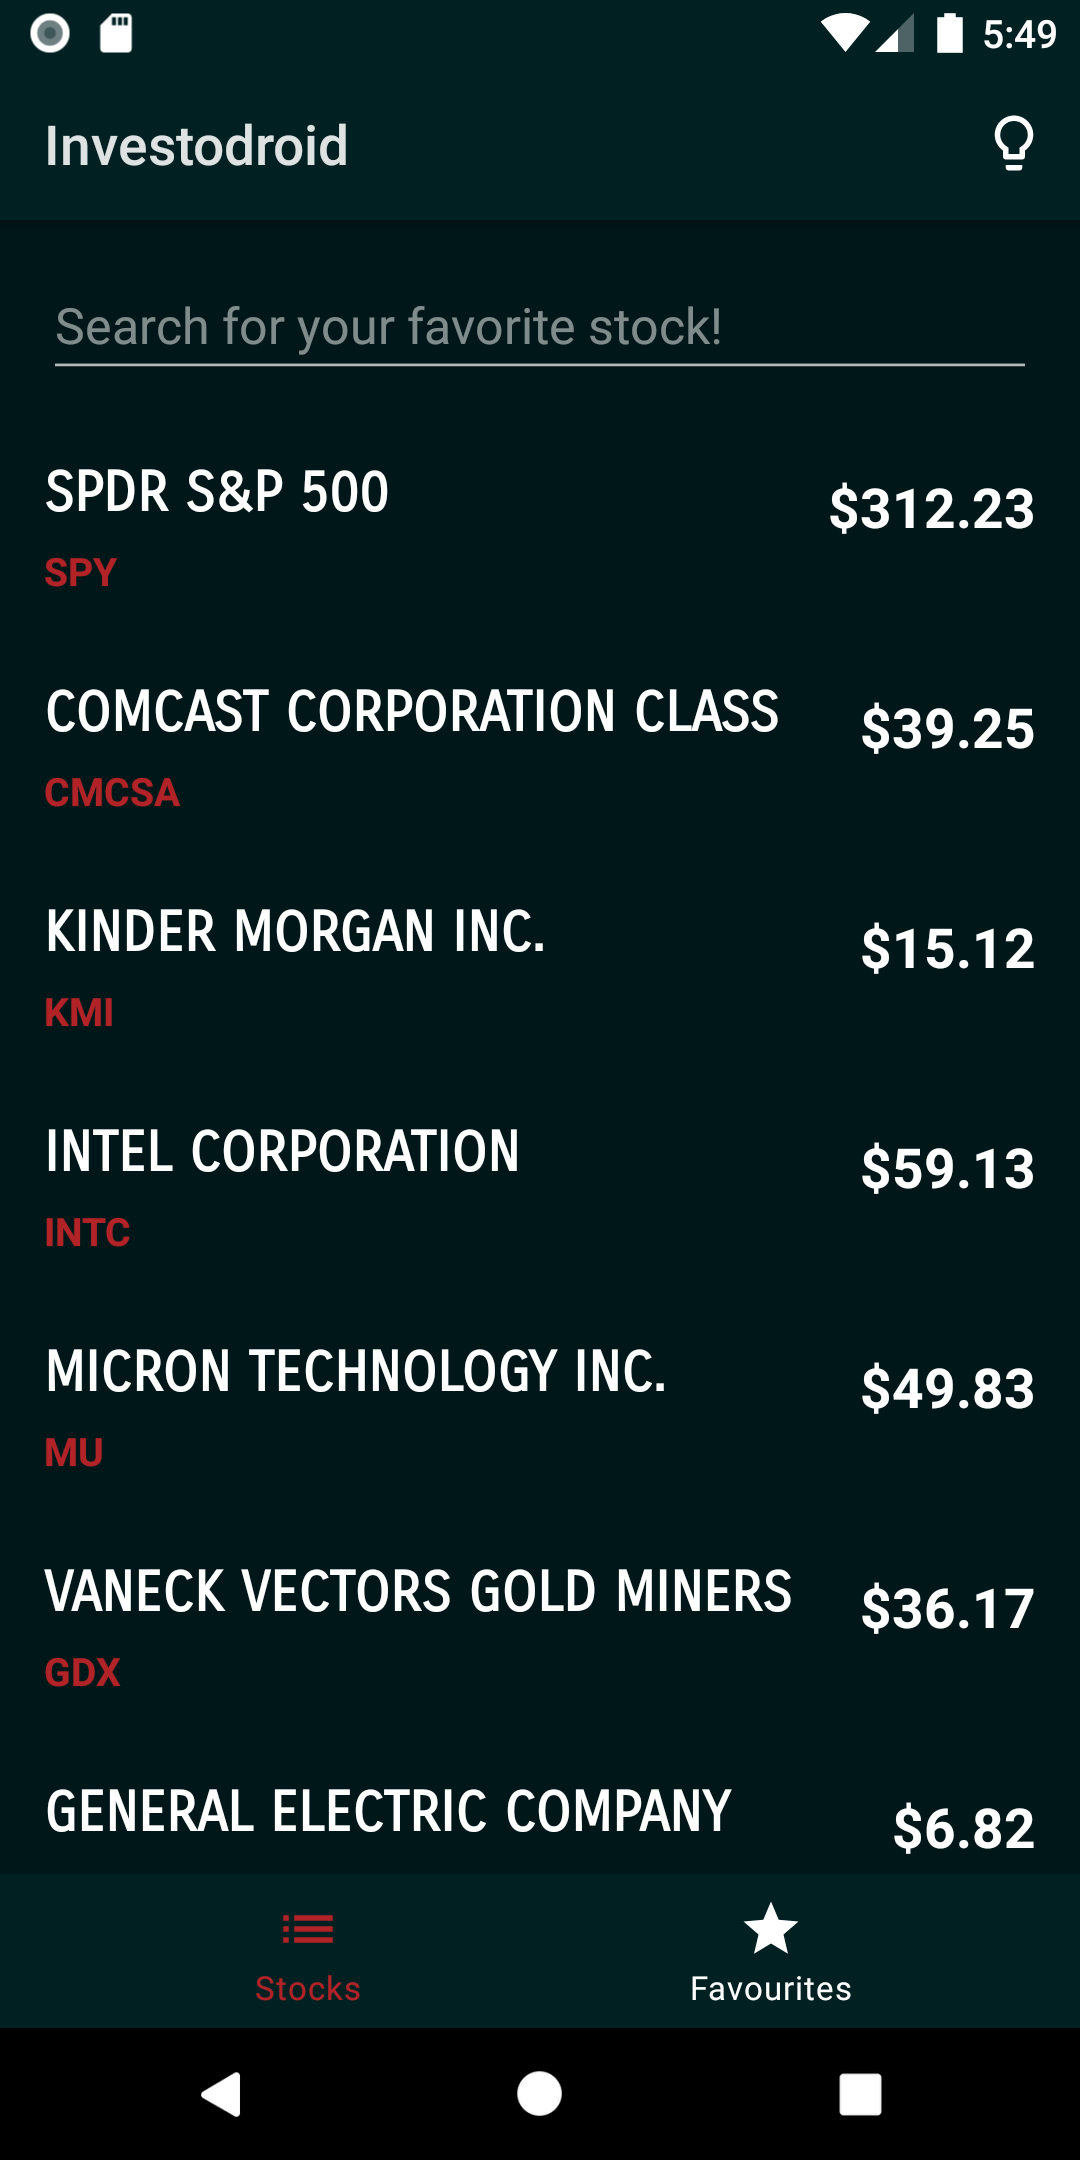 5:49
Investodroid
Search for your favorite stock!
SPDR S&P 500
$312.23
SPY
COMCAST CORPORATION CLASS
$39.25
CMCSA
KINDER MORGAN INC.
$15.12
KMI
INTEL CORPORATION
$59.13
INTC
MICRON TECHNOLOGY INC.
$49.83
MU
VANECK VECTORS GOLD MINERS
$36.17
GDX
GENERAL ELECTRIC COMPANY
$6.82
Stocks
Favourites